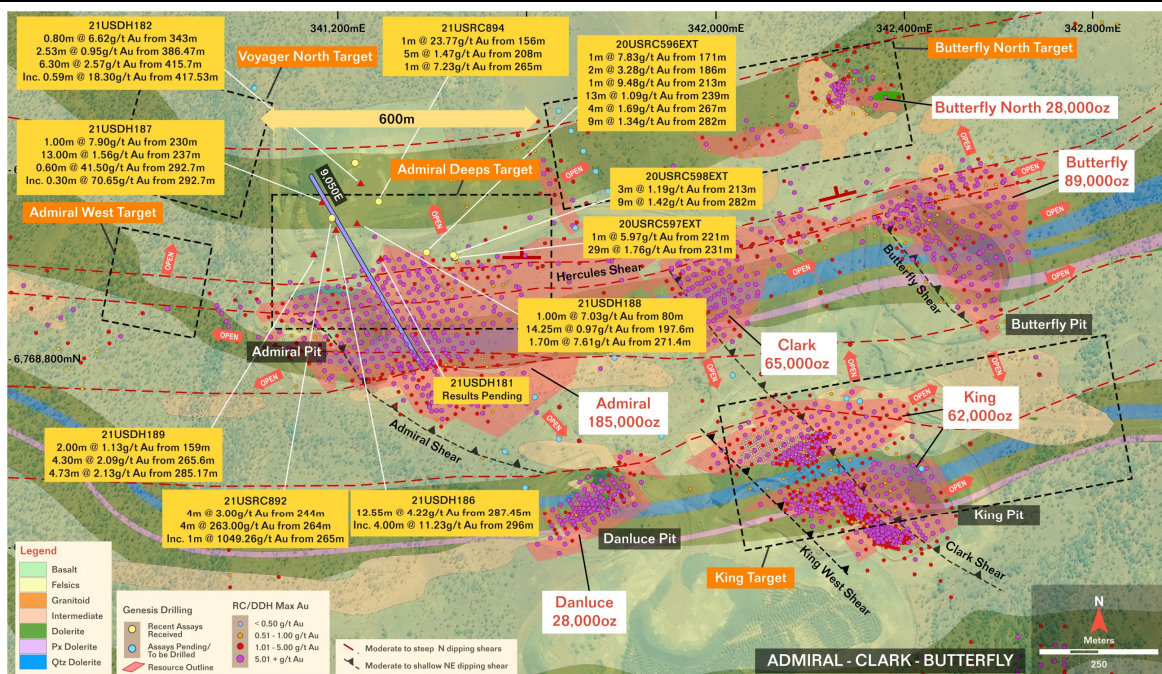 341,200mE
342,000mE
342,400mE
342,800mE
21USDH182
0.80m @ 6.62g/t Au from 343m
2.53m @ 0.95g/t Au from 386.47m
6.30m @ 2.57g/t Au from 415.7m
Inc. 0.59m @ 18.30g/t Au from 417.53m
Voyager North Target
21USRC894
1m @ 23.77g/t Au from 156m
5m @ 1.47g/t Au from 208m
1m @ 7.23g/t Au from 265m
20USRC596EXT
1m @ 7.83g/t Au from 171m
2m @ 3.28g/t Au from 186m
1m @ 9.48g/t Au from 213m
13m @ 1.09g/t Au from 239m
4m @ 1.69g/t Au from 267m
9m @ 1.34g/t Au from 282m
Butterfly North Target
Butterfly North 28,000oz
600m
21USDH187
1.00m @ 7.90g/t Au from 230m
13.00m @ 1.56g/t Au from 237m
0.60m @ 41.50g/t Au from 292.7m
Inc. 0.30m @ 70.65g/t Au from 292.7m
9,050E
Admiral Deeps Target
OPEN
OPEN
Butterfly
89,000oz
20USRC598EXT
3m @ 1.19g/t Au from 213m
9m @ 1.42g/t Au from 282m
Admiral West Target
OPEN
OPEN
OPEN
20USRC597EXT
1m @ 5.97g/t Au from 221m
29m @ 1.76g/t Au from 231m
Hercules Shear
OPEN
OPEN
Butterfly Shear
21USDH188
1.00m @ 7.03g/t Au from 80m
14.25m @ 0.97g/t Au from 197.6m
1.70m @ 7.61g/t Au from 271.4m
Butterfly Pit
OPEN
Admiral Pit
6,768,800mN
Clark
65,000oz
OPEN
OPEN
OPEN
OPEN
21USDH181
Results Pending
Admiral
185,000oz
OPEN
King
62,000oz
OPEN
Admiral Shear
21USDH189
2.00m @ 1.13g/t Au from 159m
4.30m @ 2.09g/t Au from 265.6m
4.73m @ 2.13g/t Au from 285.17m
21USRC892
4m @ 3.00g/t Au from 244m
4m @ 263.00g/t Au from 264m
Inc. 1m @ 1049.26g/t Au from 265m
21USDH186
12.55m @ 4.22g/t Au from 287.45m
Inc. 4.00m @ 11.23g/t Au from 296m
OPEN
King Pit
Danluce Pit
Clark Shear
King West Shear
King Target
Danluce
28,000oz
Legend
Basalt
Felsics
Granitoid
Intermediate
Dolerite
Px Dolerite
Qtz Dolerite
Genesis Drilling
Recent Assays
Received
Assays Pending/
To be Drilled
Resource Outline
RC/DDH Max Au
< 0.50 g/t Au
0.51 - 1.00 g/t Au
1.01 - 5.00 g/t Au
5.01 + g/t Au
Moderate to steep N dipping shears
Moderate to shallow NE dipping shear
ADMIRAL - CLARK - BUTTERFLY
N
Meters
250